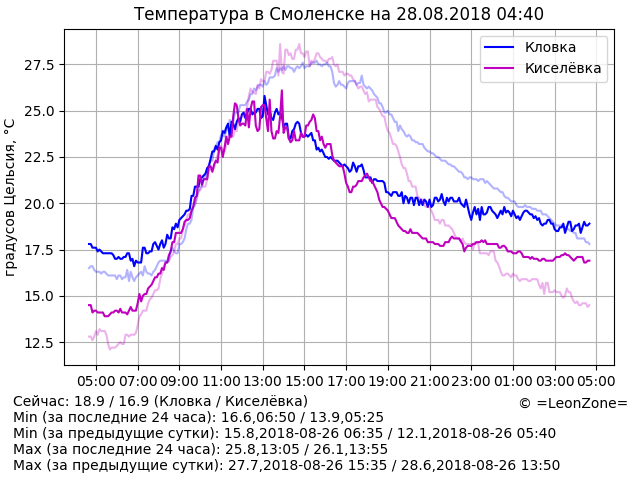 Температура в Смоленске на 28.08.2018 04:40
Кловка
Киселёвка
градусов Цельсия, °C
27.5
25.0
22.5
20.0
17.5
15.0
12.5
05:00 07:00 09:00 11:00 13:00 15:00 17:00 19:00 21:00 23:00 01:00 03:00 05:00
© =LeonZone=
Сейчас: 18.9 / 16.9 (Кловка / Киселёвка)
Min (за последние 24 часа): 16.6,06:50 / 13.9,05:25
Min (за предыдущие сутки): 15.8,2018-08-26 06:35 / 12.1,2018-08-26 05:40
Max (за последние 24 часа): 25.8,13:05 / 26.1,13:55
Max (за предыдущие сутки): 27.7,2018-08-26 15:35 / 28.6,2018-08-26 13:50